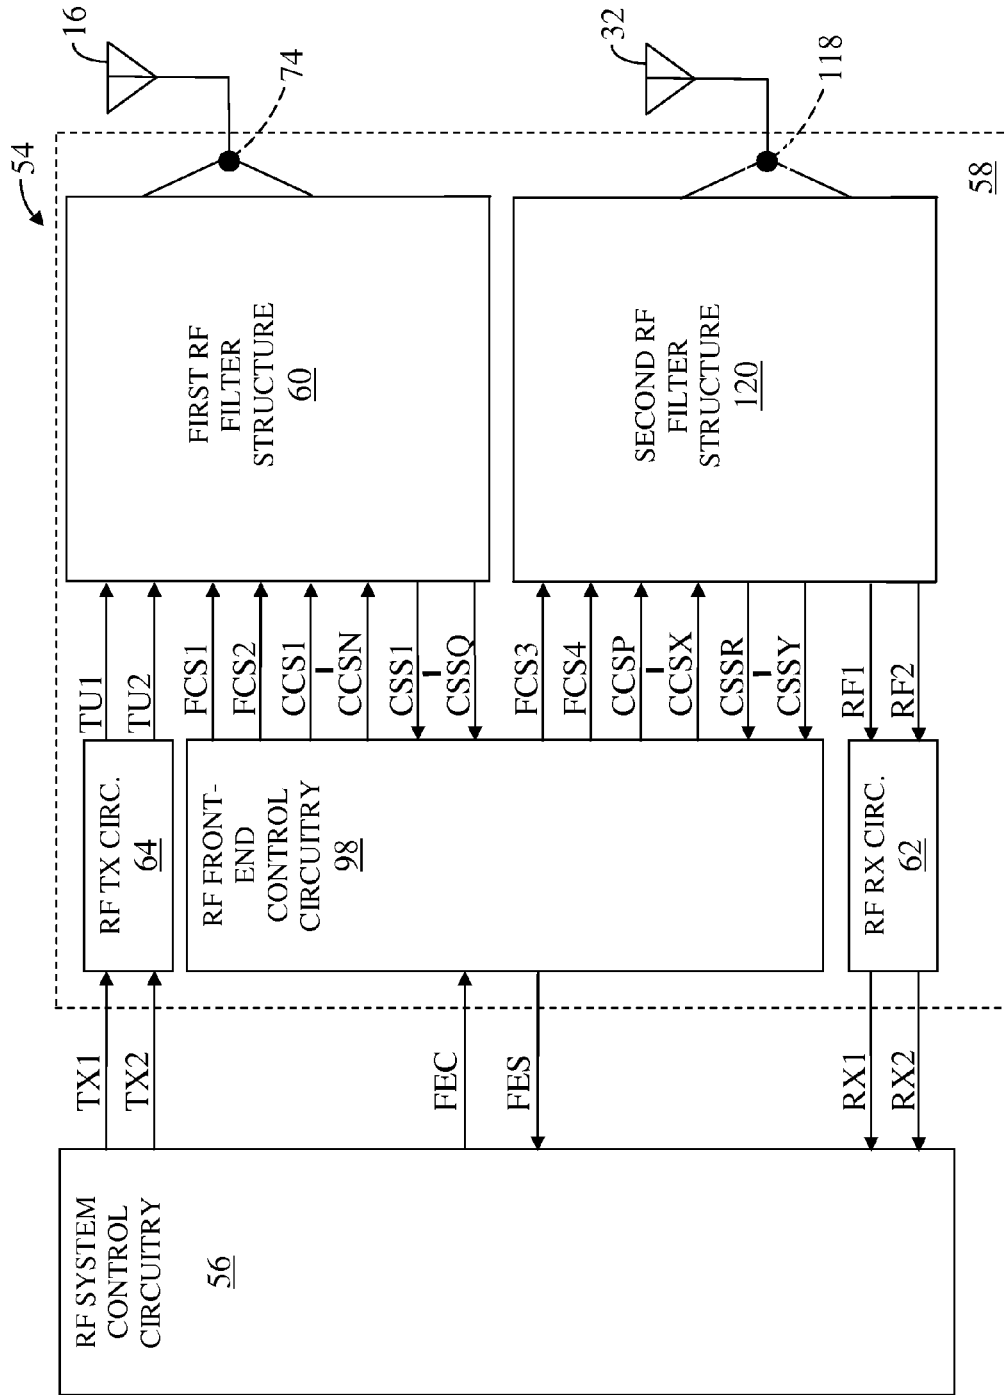 RF SYSTEM
CONTROL
CIRCUITRY
56
TX1
TX2
FEC
FES
RX1
RX2
54
RF TX CIRC.
64
RF FRONT-
END
CONTROL
CIRCUITRY
98
RF RX CIRC.
62
TU1
TU2
FCS1
FCS2
CCS1
CCSN
CSS1
CSSQ
FCS3
FCS4
CCSP
CCSX
CSSR
CSSY
RF1
RF2
FIRST RF
FILTER
STRUCTURE
60
SECOND RF
FILTER
STRUCTURE
120
16
74
32
118
58